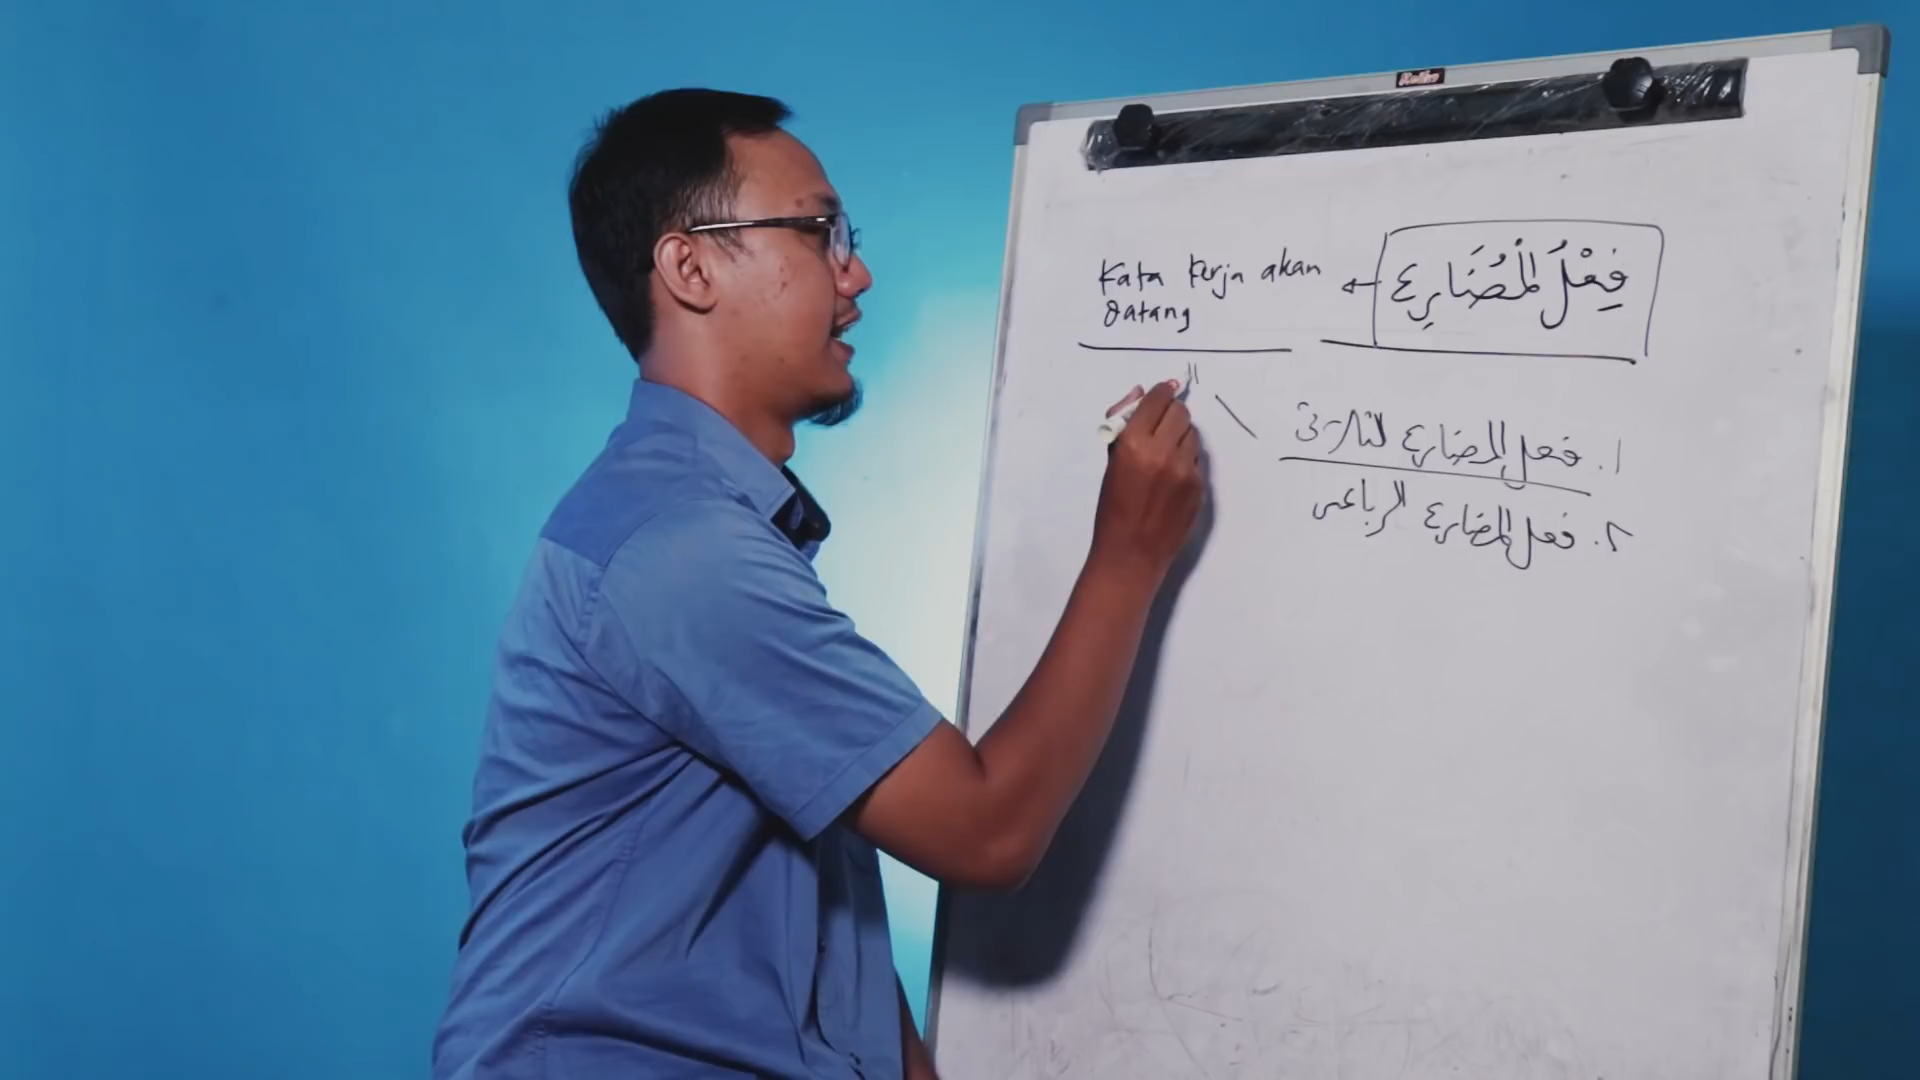 Kata Kerja akan ← فِعْلُ الْمُضَارِع
datang
١. فعل المضارع الثلاثي
٢. فعل المضارع الرباعي